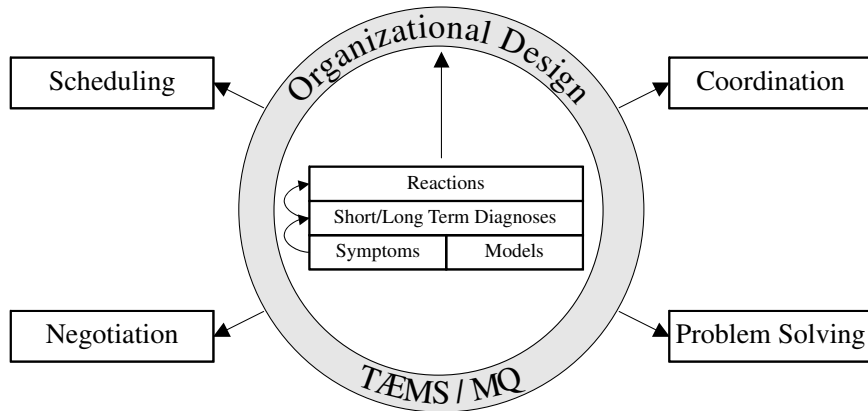 Organizational Design
Scheduling
Coordination
Reactions
Short/Long Term Diagnoses
Symptoms
Models
Negotiation
Problem Solving
TÆMS / MQ